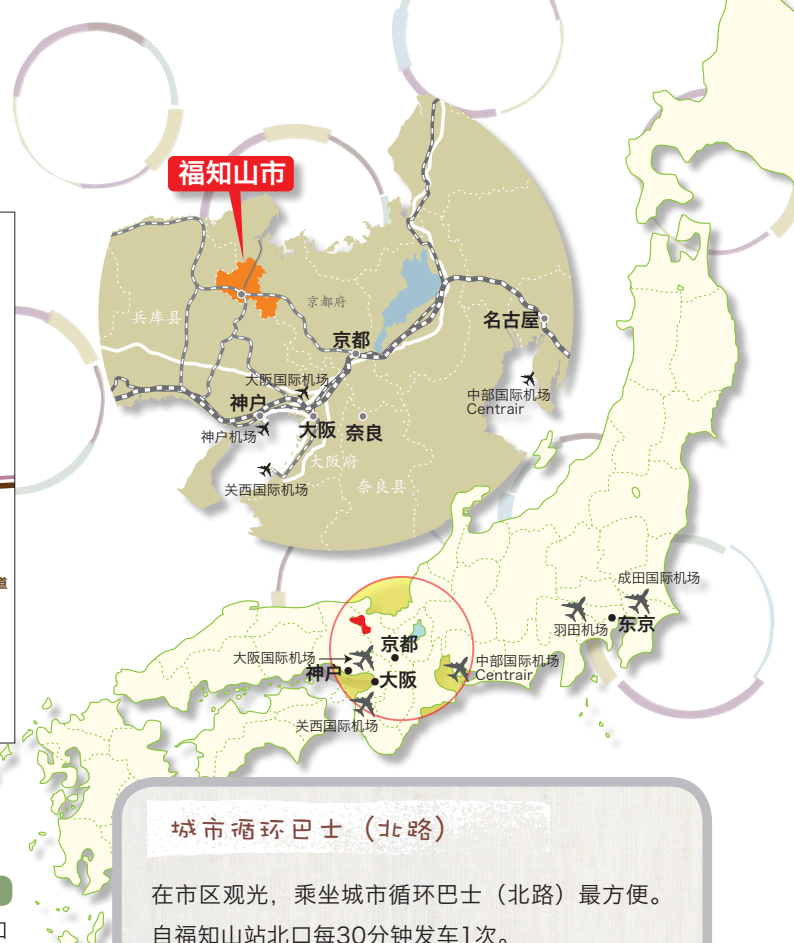 福知山市
兵库县
京都府
京都
名古屋
大阪国际机场
中部国际机场
Centrair
神户
神户机场
大阪
奈良
大阪府
关西国际机场
奈良县
道
成田国际机场
羽田机场
东京
京都
大阪国际机场
神户
中部国际机场
Centrair
大阪
关西国际机场
城市循环巴士（北路）
在市区观光，乘坐城市循环巴士（北路）最方便。
自福知山站北口每30分钟发车1次。